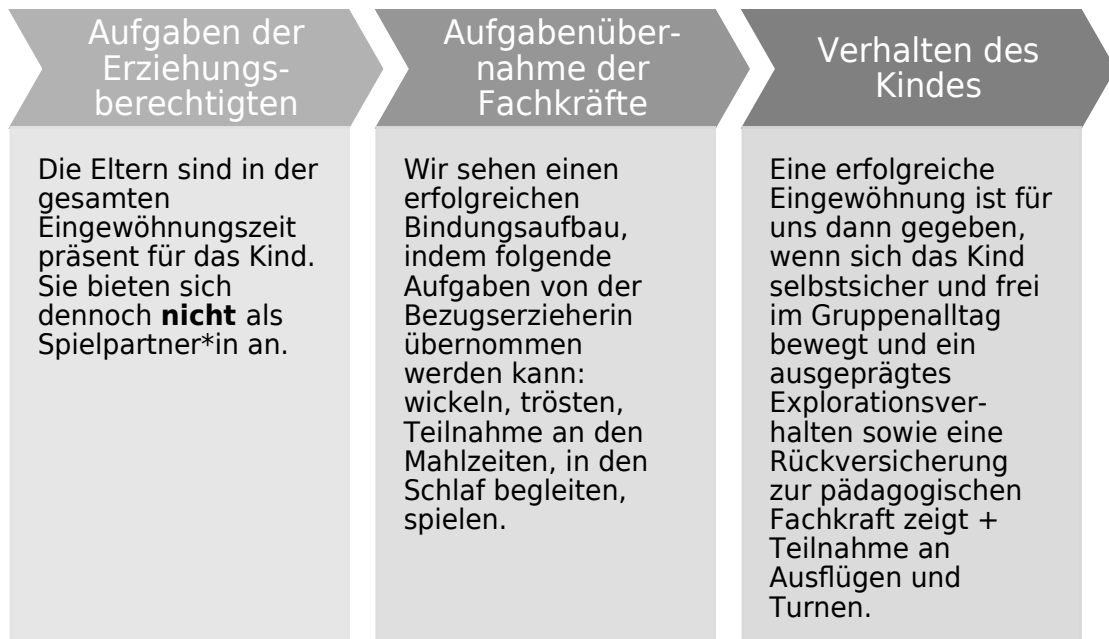 Aufgaben der
Erziehungs-
berechtigten
Die Eltern sind in der
gesamten
Eingewöhnungszeit
präsent für das Kind.
Sie bieten sich
dennoch nicht als
Spielpartner*in an.
Aufgabenüber-
nahme der
Fachkräfte
Wir sehen einen
erfolgreichen
Bindungsaufbau,
indem folgende
Aufgaben von der
Bezugserzieherin
übernommen
werden kann:
wickeln, trösten,
Teilnahme an den
Mahlzeiten, in den
Schlaf begleiten,
spielen.
Verhalten des
Kindes
Eine erfolgreiche
Eingewöhnung ist für
uns dann gegeben,
wenn sich das Kind
selbstsicher und frei
im Gruppenalltag
bewegt und ein
ausgeprägtes
Explorationsver-
halten sowie eine
Rückversicherung
zur pädagogischen
Fachkraft zeigt +
Teilnahme an
Ausflügen und
Turnen.